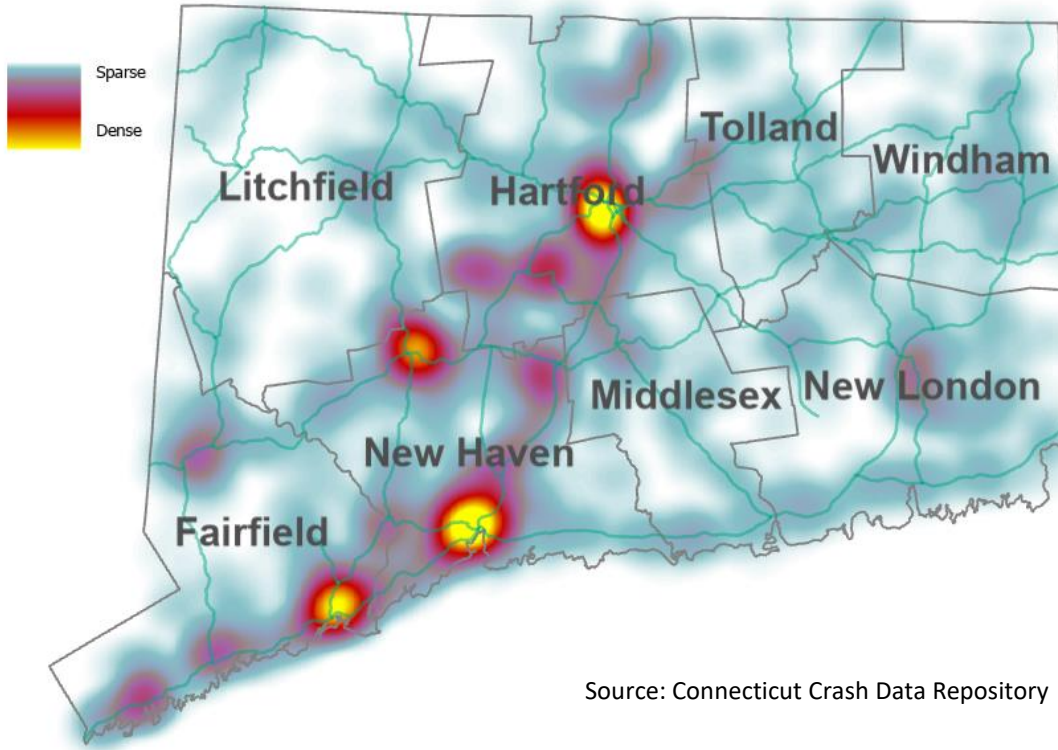 Sparse
Dense
Tolland
Windham
Litchfield
Hartford
Middlesex
New London
New Haven
Fairfield
Source: Connecticut Crash Data Repository